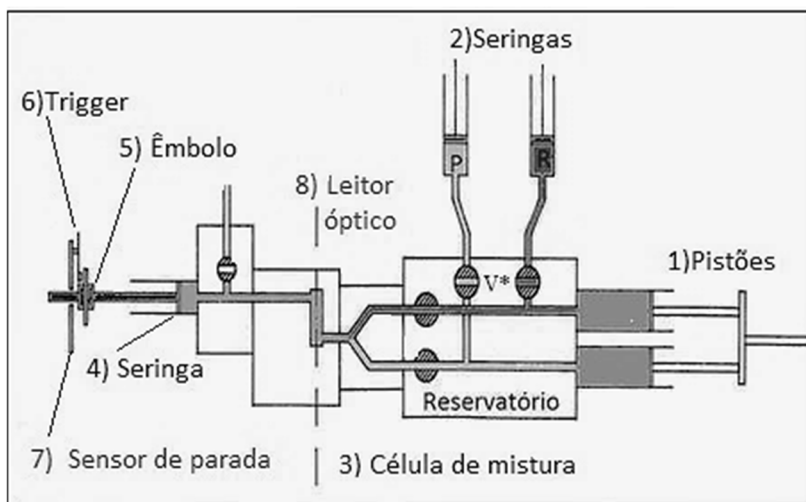 2)Seringas
6)Trigger
5) Êmbolo
P
R
8) Leitor
óptico
V*
1)Pistões
4) Seringa
Reservatório
7) Sensor de parada
3) Célula de mistura